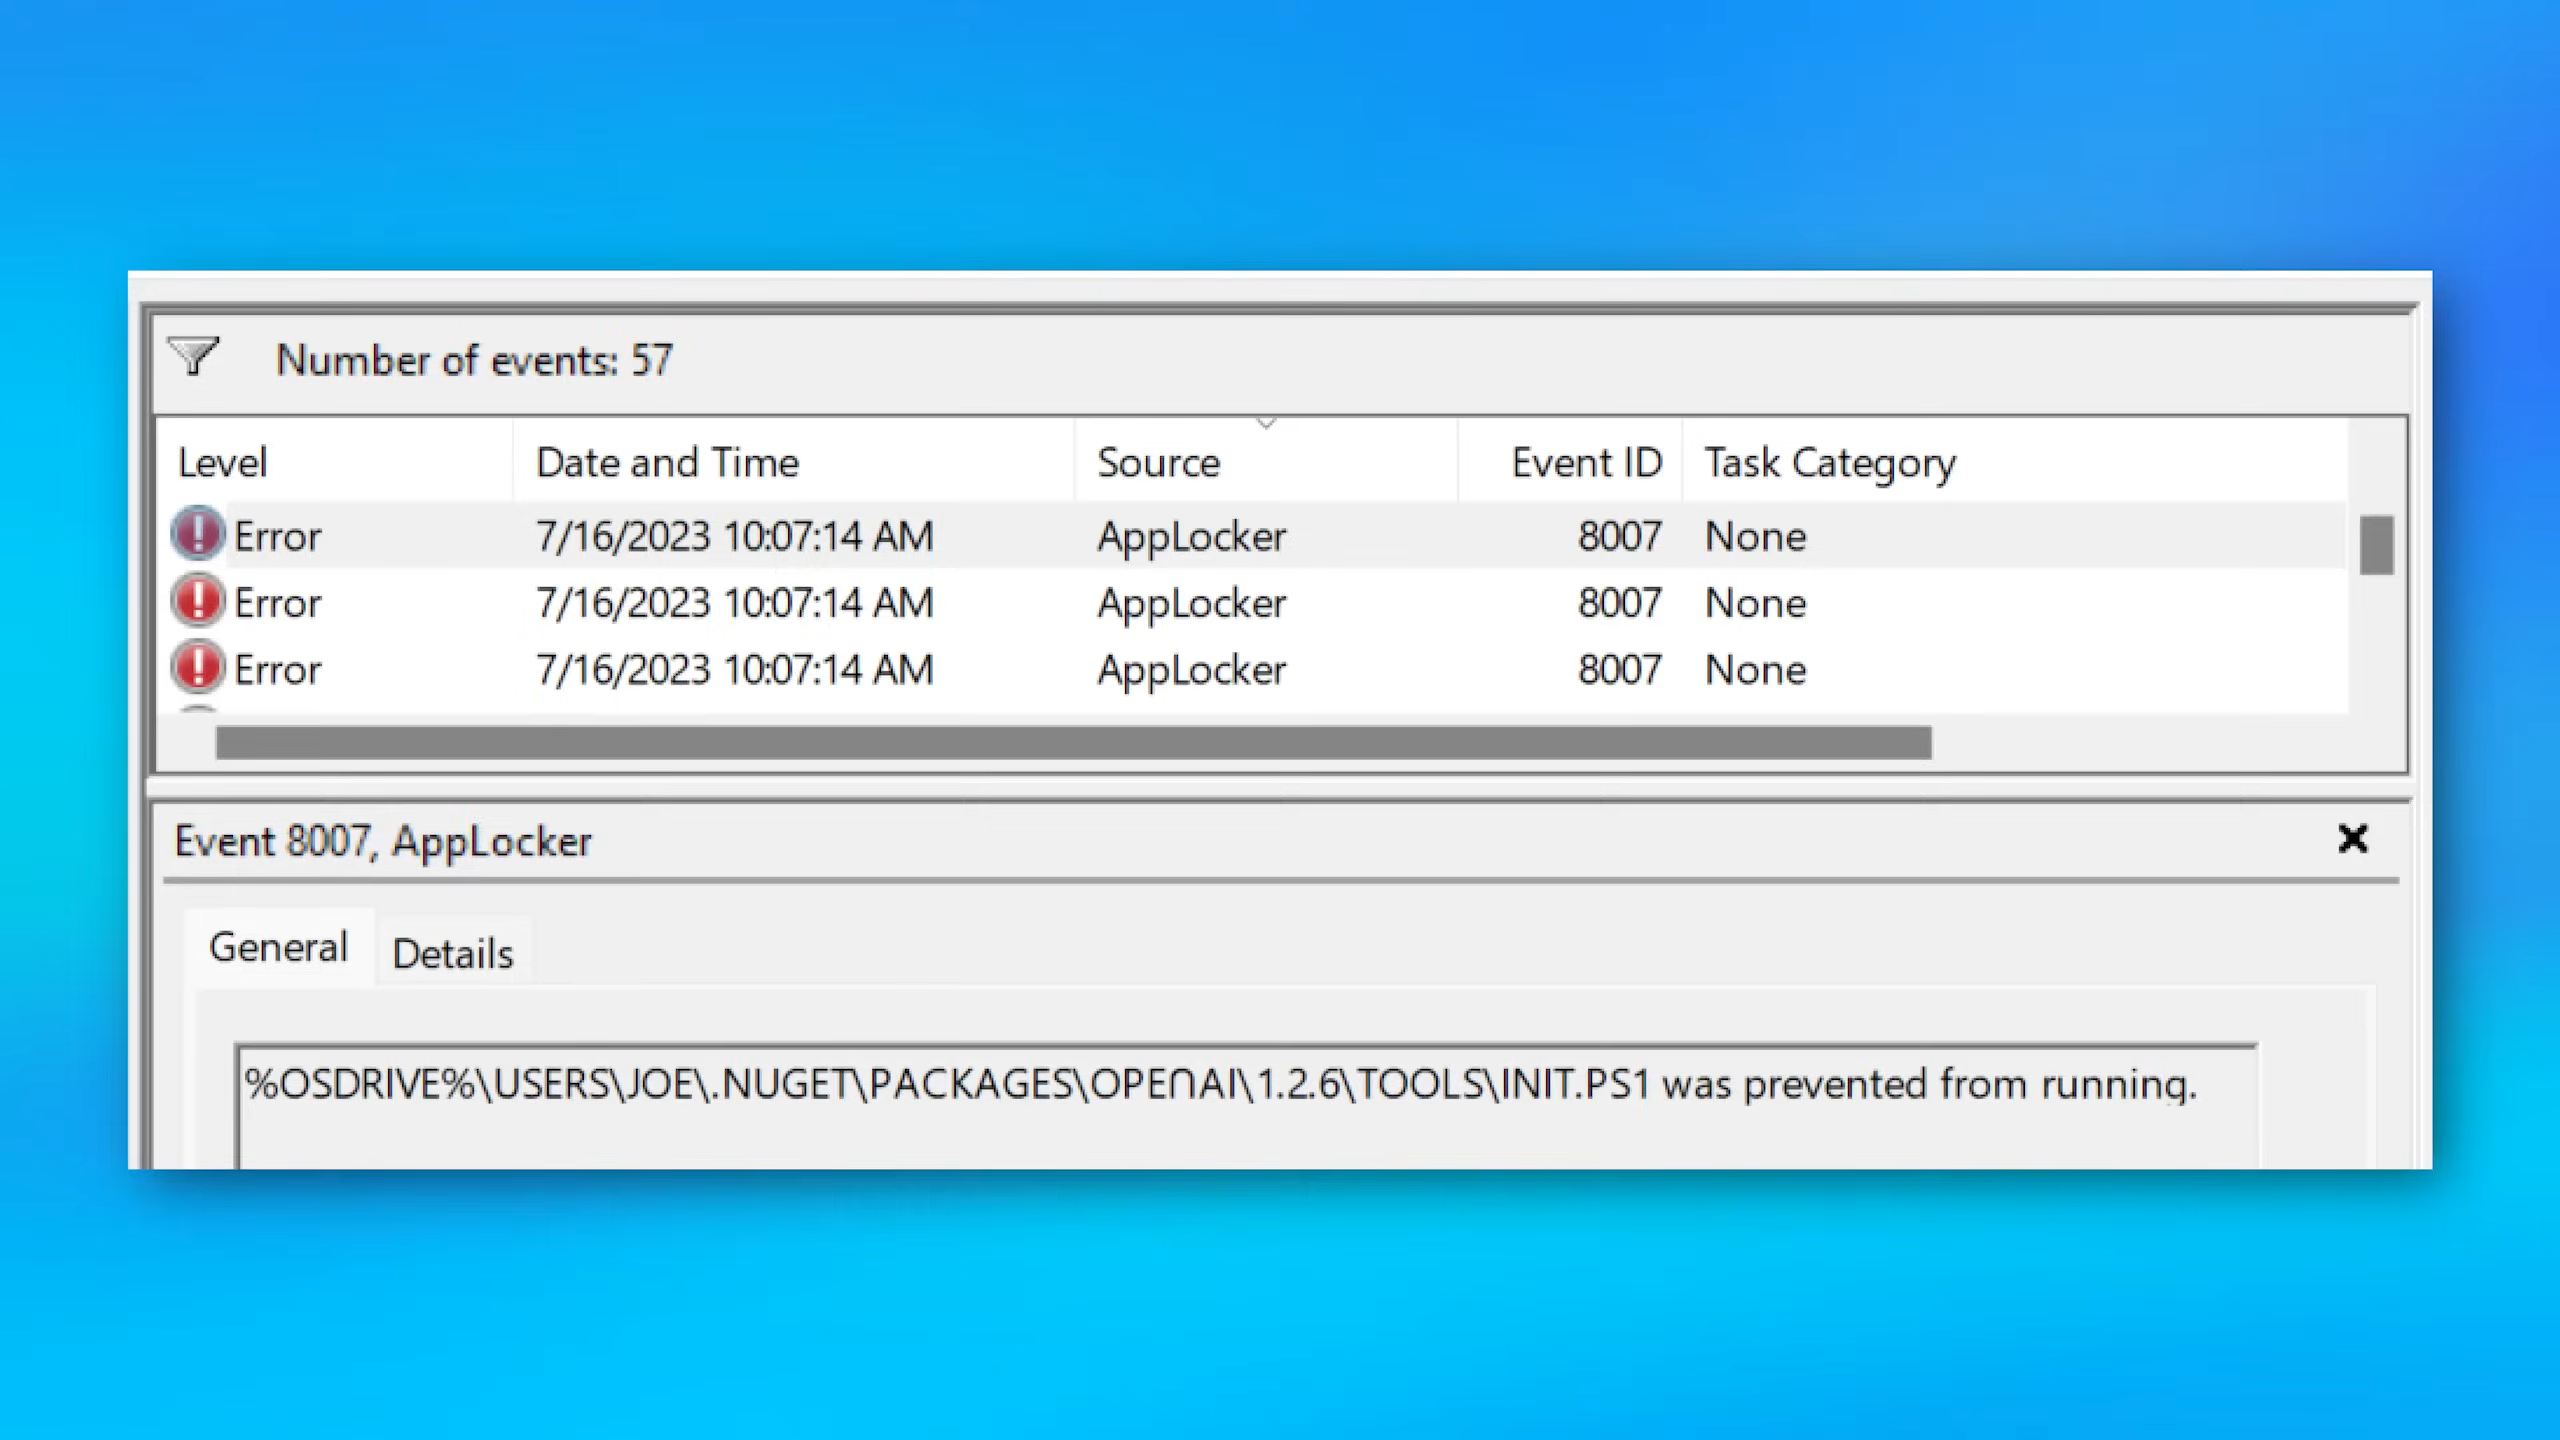 Number of events: 57
Level Date and Time Source Event ID Task Category
Error 7/16/2023 10:07:14 AM AppLocker 8007 None
Error 7/16/2023 10:07:14 AM AppLocker 8007 None
Error 7/16/2023 10:07:14 AM AppLocker 8007 None
Event 8007, AppLocker
General Details
%OSDRIVE%\USERS\JOE\.NUGET\PACKAGES\OPEՈAI\1.2.6\TOOLS\INIT.PS1 was prevented from running.